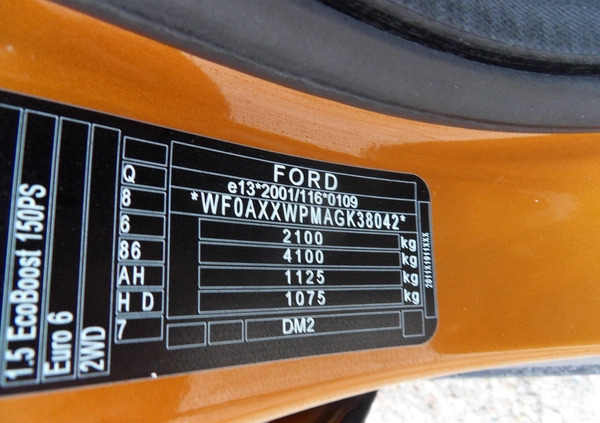 FORD
e13*2001/116*0109
*WF0AXXWPMAGK38042*
2100 kg
4100 kg
1125 kg
1075 kg
DM2
Q
8
6
86
AH
H D
7
1.5 EcoBoost 150PS
Euro 6
2WD
2011X1911XXX